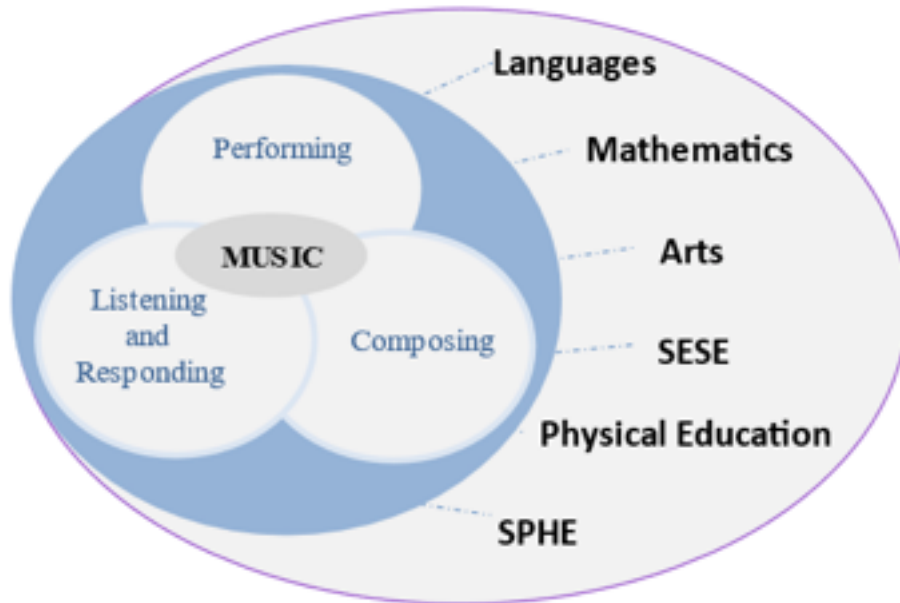 Languages
Performing
Mathematics
MUSIC
Arts
Listening
and
Responding
Composing
SESE
Physical Education
SPHE